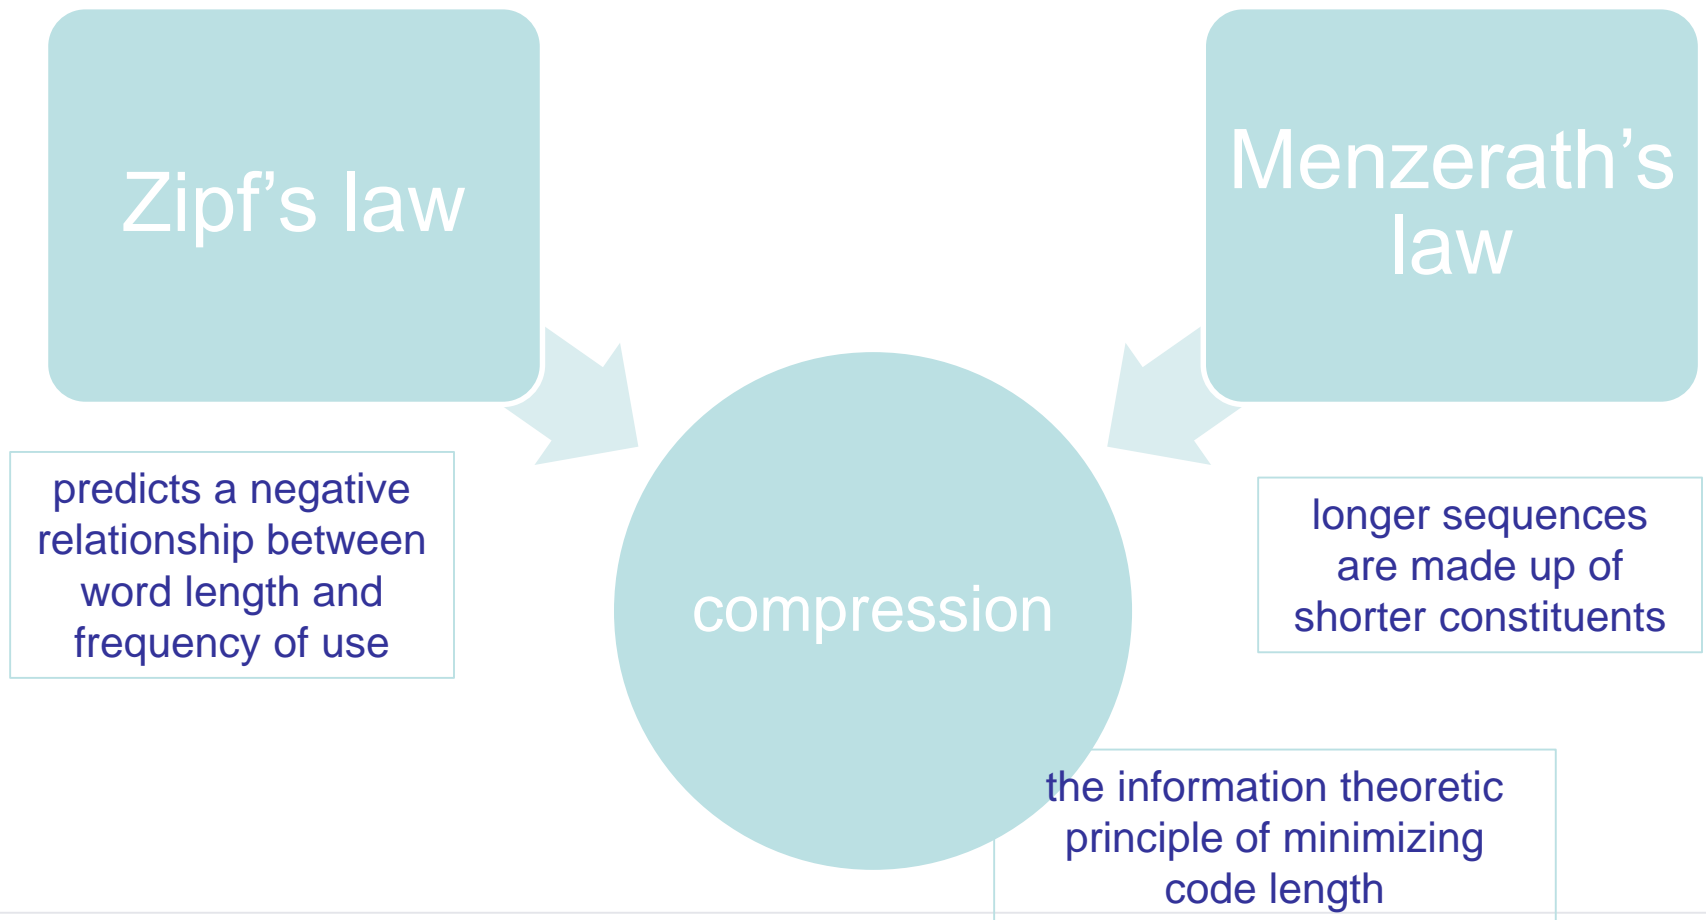 Zipf’s law
Menzerath’s
law
predicts a negative
relationship between
word length and
frequency of use
longer sequences
are made up of
shorter constituents
compression
the information theoretic
principle of minimizing
code length